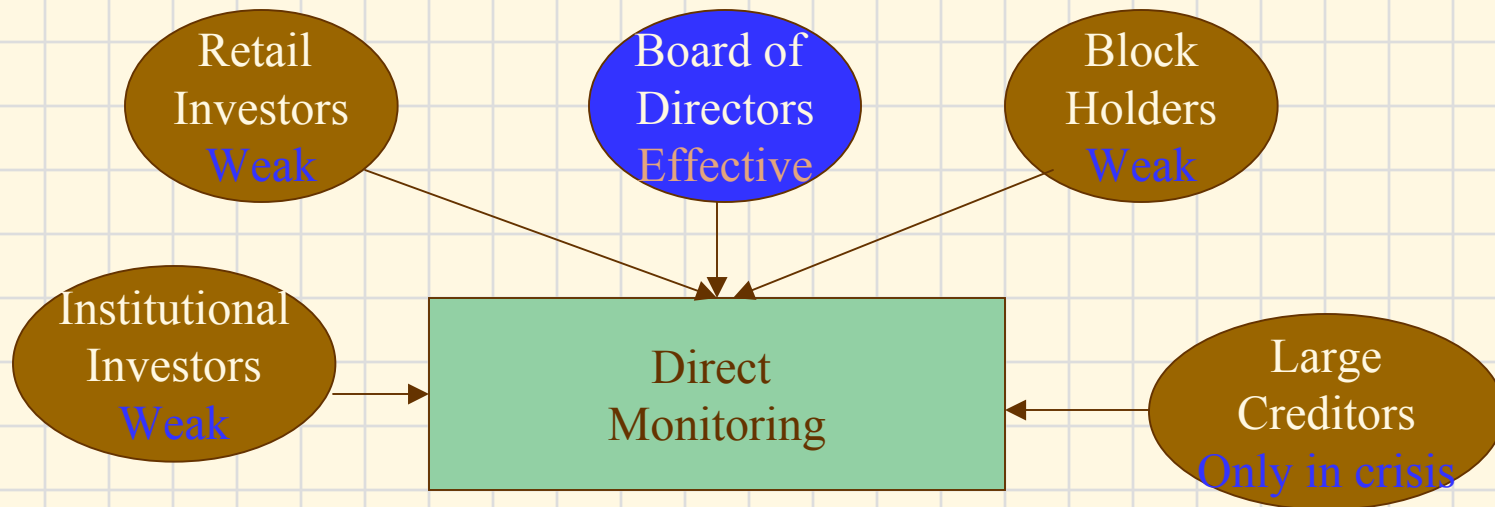 Retail
Investors
Weak
Board of
Directors
Effective
Block
Holders
Weak
Institutional
Investors
Weak
Direct
Monitoring
Large
Creditors
Only in crisis